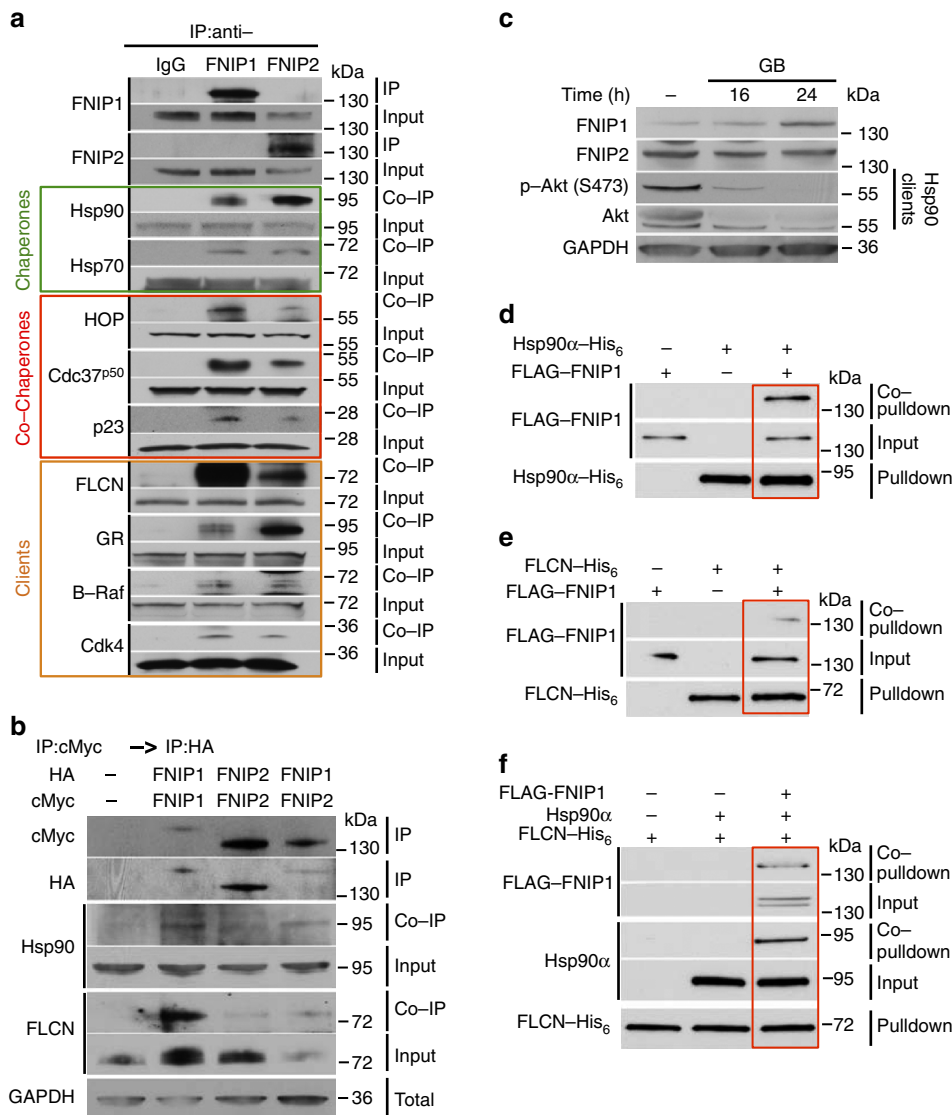 a
IP:anti–
IgG FNIP1 FNIP2 kDa
FNIP1 –130 IP
–130 Input
FNIP2 –130 IP
–130 Input
Chaperones
Hsp90 –95 Co–IP
–95 Input
Hsp70 –72 Co–IP
–72 Input
Co–Chaperones
HOP –55 Co–IP
–55 Input
Cdc37p50 –55 Co–IP
–55 Input
p23 –28 Co–IP
–28 Input
Clients
FLCN –72 Co–IP
–72 Input
GR –95 Co–IP
–95 Input
B–Raf –72 Co–IP
–72 Input
Cdk4 –36 Co–IP
–36 Input
b
IP:cMyc –> IP:HA
HA – FNIP1 FNIP2 FNIP1
cMyc – FNIP1 FNIP2 FNIP2
kDa
cMyc –130 IP
HA –130 IP
Hsp90 –95 Co–IP
–95 Input
FLCN –72 Co–IP
–72 Input
GAPDH –36 Total
c
GB
Time (h) – 16 24 kDa
FNIP1 –130
FNIP2 –130
p–Akt (S473) –55
Akt –55
GAPDH –36
Hsp90 clients
d
Hsp90α–His6 – + +
FLAG–FNIP1 + – +
kDa
FLAG–FNIP1 –130 Co–pulldown
–130 Input
Hsp90α–His6 –95 Pulldown
e
FLCN–His6 – + +
FLAG–FNIP1 + – +
kDa
FLAG–FNIP1 –130 Co–pulldown
–130 Input
FLCN–His6 –72 Pulldown
f
FLAG-FNIP1 – – +
Hsp90α – + +
FLCN–His6 + + +
kDa
FLAG–FNIP1 –130 Co–pulldown
–130 Input
Hsp90α –95 Co–pulldown
–95 Input
FLCN–His6 –72 Pulldown